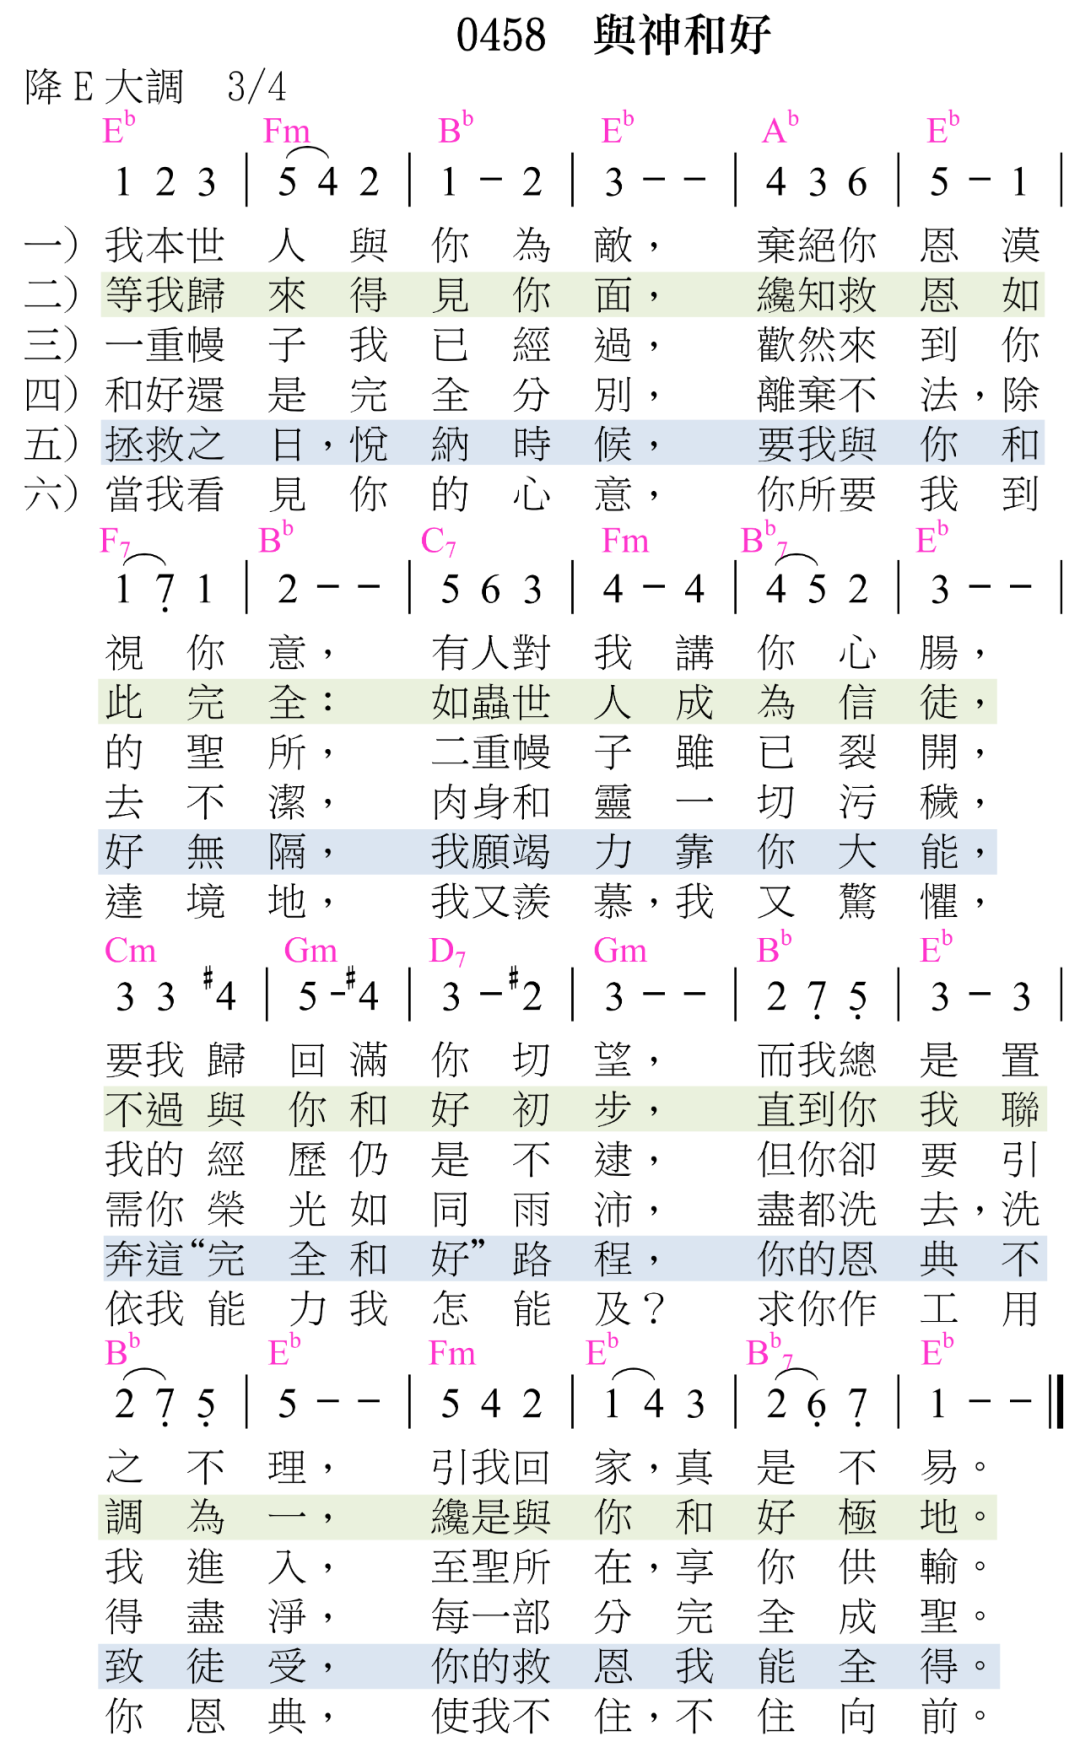 0458 與神和好
降E大調 3/4
E♭ Fm B♭ E♭ A♭ E♭
1 2 3 | 5 4 2 | 1 − 2 | 3 − − | 4 3 6 | 5 − 1 |
一）我本世 人 與 你 為 敵， 棄絕你 恩 漠
二）等我歸 來 得 見 你 面， 纔知救 恩 如
三）一重幔 子 我 已 經 過， 歡然來 到 你
四）和好還 是 完 全 分 別， 離棄不 法，除
五）拯救之 日，悅 納 時 候， 要我與 你 和
六）當我看 見 你 的 心 意， 你所要 我 到
F7 B♭ C7 Fm B♭7 E♭
1 7̣ 1 | 2 − − | 5 6 3 | 4 − 4 | 4 5 2 | 3 − − |
視 你 意， 有人對 我 講 你 心 腸，
此 完 全： 如蟲世 人 成 為 信 徒，
的 聖 所， 二重幔 子 雖 已 裂 開，
去 不 潔， 肉身和 靈 一 切 污 穢，
好 無 隔， 我願竭 力 靠 你 大 能，
達 境 地， 我又羨 慕，我 又 驚 懼，
Cm Gm D7 Gm B♭ E♭
3 3 #4 | 5 − #4 | 3 − #2 | 3 − − | 2 7̣ 5̣ | 3 − 3 |
要我 歸 回 滿 你 切 望， 而我總 是 置
不過 與 你 和 好 初 步， 直到你 我 聯
我的 經 歷 仍 是 不 逮， 但你卻 要 引
需你 榮 光 如 同 雨 沛， 盡都洗 去，洗
奔這“完 全 和 好” 路 程， 你的恩 典 不
依我 能 力 我 怎 能 及？ 求你作 工 用
B♭ E♭ Fm E♭ B♭7 E♭
2 7̣ 5̣ | 5 − − | 5 4 2 | 1 4 3 | 2 6̣ 7̣ | 1 − − ‖
之 不 理， 引我回 家，真 是 不 易。
調 為 一， 纔是與 你 和 好 極 地。
我 進 入， 至聖所 在，享 你 供 輸。
得 盡 淨， 每一部 分 完 全 成 聖。
致 徒 受， 你的救 恩 我 能 全 得。
你 恩 典， 使我不 住，不 住 向 前。